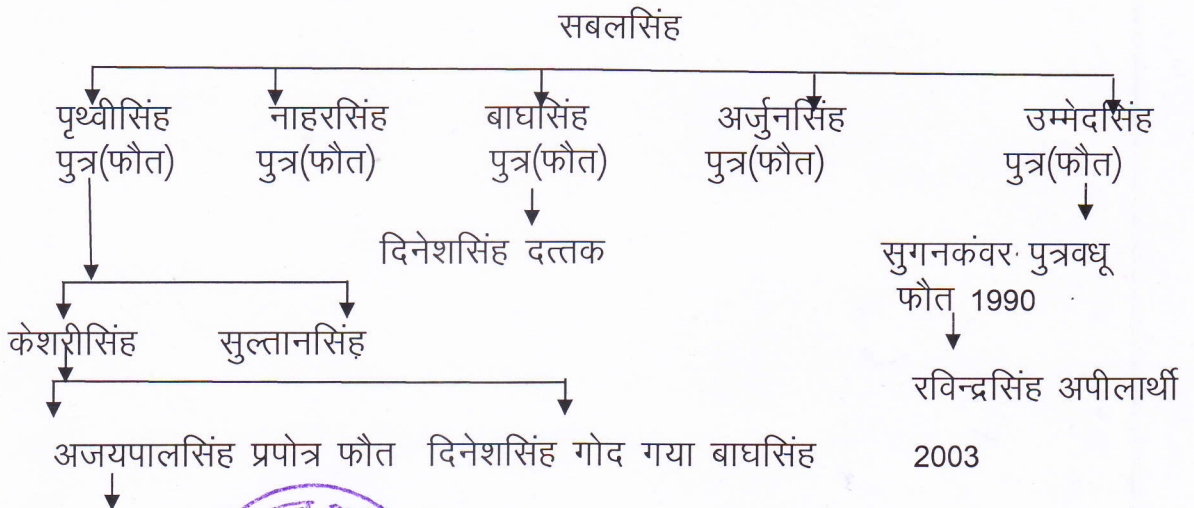 सबलसिंह
पृथ्वीसिंह नाहरसिंह बाघसिंह अर्जुनसिंह उम्मेदसिंह
पुत्र(फौत) पुत्र(फौत) पुत्र(फौत) पुत्र(फौत) पुत्र(फौत)
दिनेशसिंह दत्तक सुगनकंवर पुत्रवधू
फौत 1990
केशरीसिंह सुल्तानसिंह
रविन्द्रसिंह अपीलार्थी
अजयपालसिंह प्रपोत्र फौत दिनेशसिंह गोद गया बाघसिंह 2003